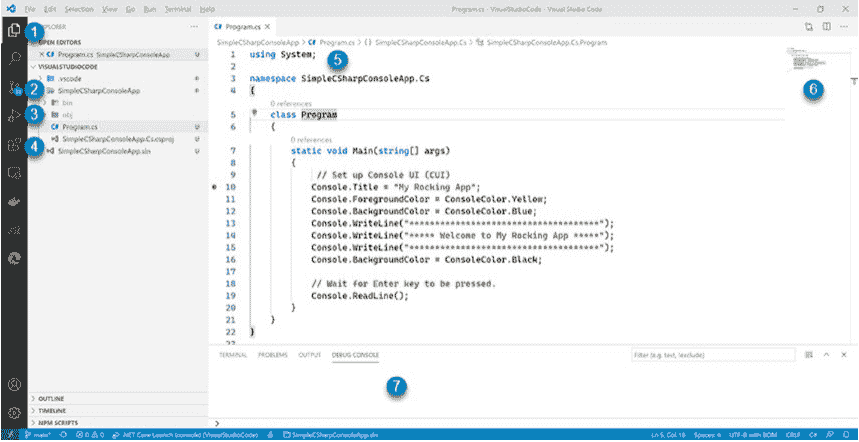 File Edit Selection View Go Run Terminal Help
Program.cs - VisualStudioCode - Visual Studio Code
EXPLORER
Program.cs
1
OPEN EDITORS
Program.cs SimpleCSharpConsoleApp U
VISUALSTUDIOCODE
.vscode
2 SimpleCSharpConsoleApp
bin
3 obj
Program.cs U
4 SimpleCSharpConsoleApp.Cs.csproj U
SimpleCSharpConsoleApp.sln U
OUTLINE
TIMELINE
NPM SCRIPTS
SimpleCSharpConsoleApp > Program.cs > {} SimpleCSharpConsoleApp.Cs > SimpleCSharpConsoleApp.Cs.Program
1 using System;
5
2
3 namespace SimpleCSharpConsoleApp.Cs
4 {
0 references
5 class Program
6 {
0 references
7 static void Main(string[] args)
8 {
9 // Set up Console UI (CUI)
10 Console.Title = "My Rocking App";
11 Console.ForegroundColor = ConsoleColor.Yellow;
12 Console.BackgroundColor = ConsoleColor.Blue;
13 Console.WriteLine("*************************************");
14 Console.WriteLine("***** Welcome to My Rocking App *****");
15 Console.WriteLine("*************************************");
16 Console.BackgroundColor = ConsoleColor.Black;
17
18 // Wait for Enter key to be pressed.
19 Console.ReadLine();
20 }
21 }
22 }
6
TERMINAL PROBLEMS OUTPUT DEBUG CONSOLE
Filter (e.g. text, !exclude)
7
main* 0 0 .NET Core Launch (console) (VisualStudioCode) SimpleCSharpConsoleApp.sln
UTF-8 with BOM CRLF C#